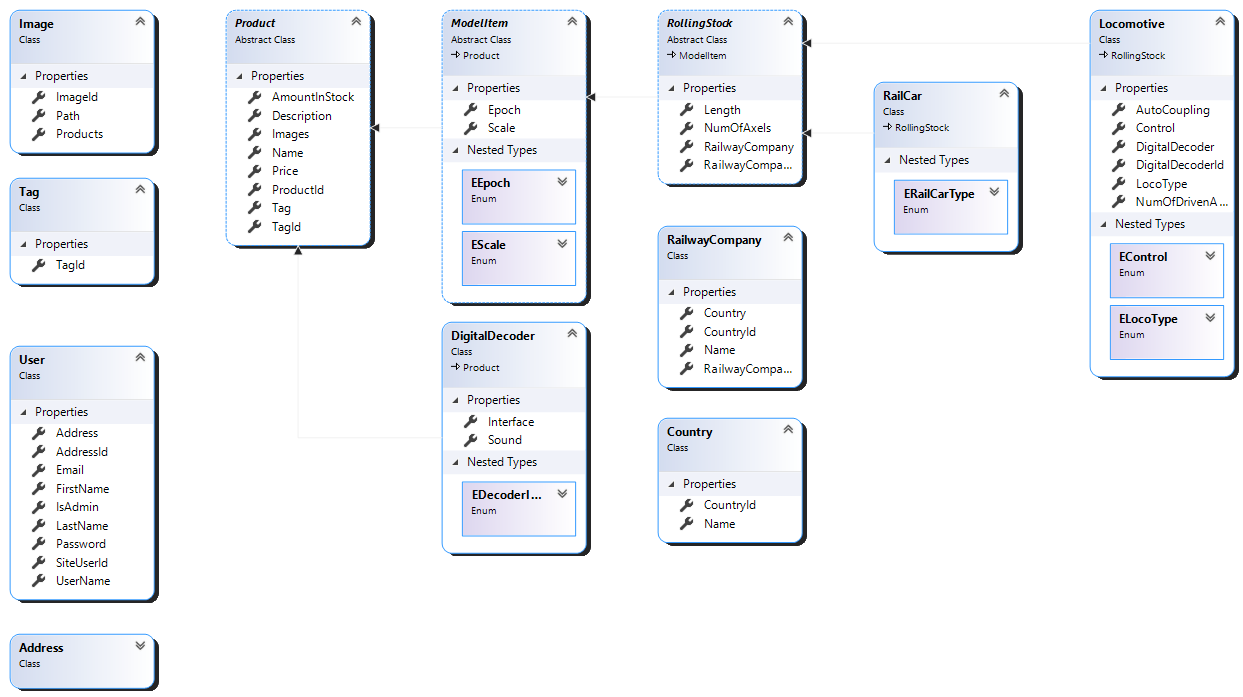 Image
Class
Properties
ImageId
Path
Products
Tag
Class
Properties
TagId
User
Class
Properties
Address
AddressId
Email
FirstName
IsAdmin
LastName
Password
SiteUserId
UserName
Address
Class
Product
Abstract Class
Properties
AmountInStock
Description
Images
Name
Price
ProductId
Tag
TagId
ModelItem
Abstract Class
Product
Properties
Epoch
Scale
Nested Types
EEpoch
Enum
EScale
Enum
DigitalDecoder
Class
Product
Properties
Interface
Sound
Nested Types
EDecoderI...
Enum
RollingStock
Abstract Class
ModelItem
Properties
Length
NumOfAxels
RailwayCompany
RailwayCompa...
RailwayCompany
Class
Properties
Country
CountryId
Name
RailwayCompa...
Country
Class
Properties
CountryId
Name
RailCar
Class
RollingStock
Nested Types
ERailCarType
Enum
Locomotive
Class
RollingStock
Properties
AutoCoupling
Control
DigitalDecoder
DigitalDecoderId
LocoType
NumOfDrivenA...
Nested Types
EControl
Enum
ELocoType
Enum